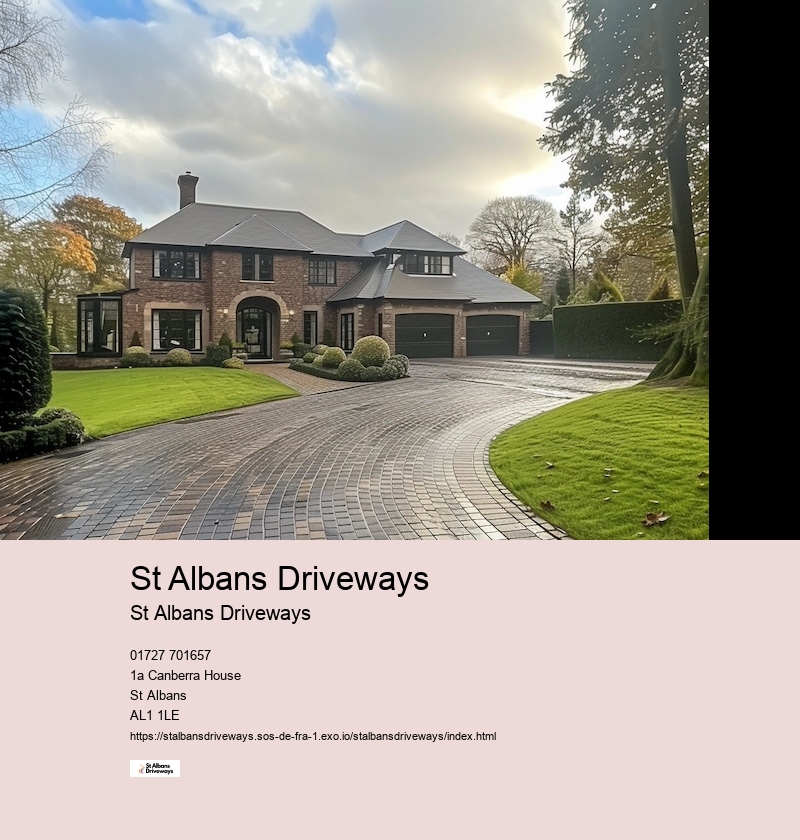 St Albans Driveways
St Albans Driveways
01727 701657
1a Canberra House
St Albans
AL1 1LE
https://stalbansdriveways.sos-de-fra-1.exo.io/stalbansdriveways/index.html
St Albans
Driveways